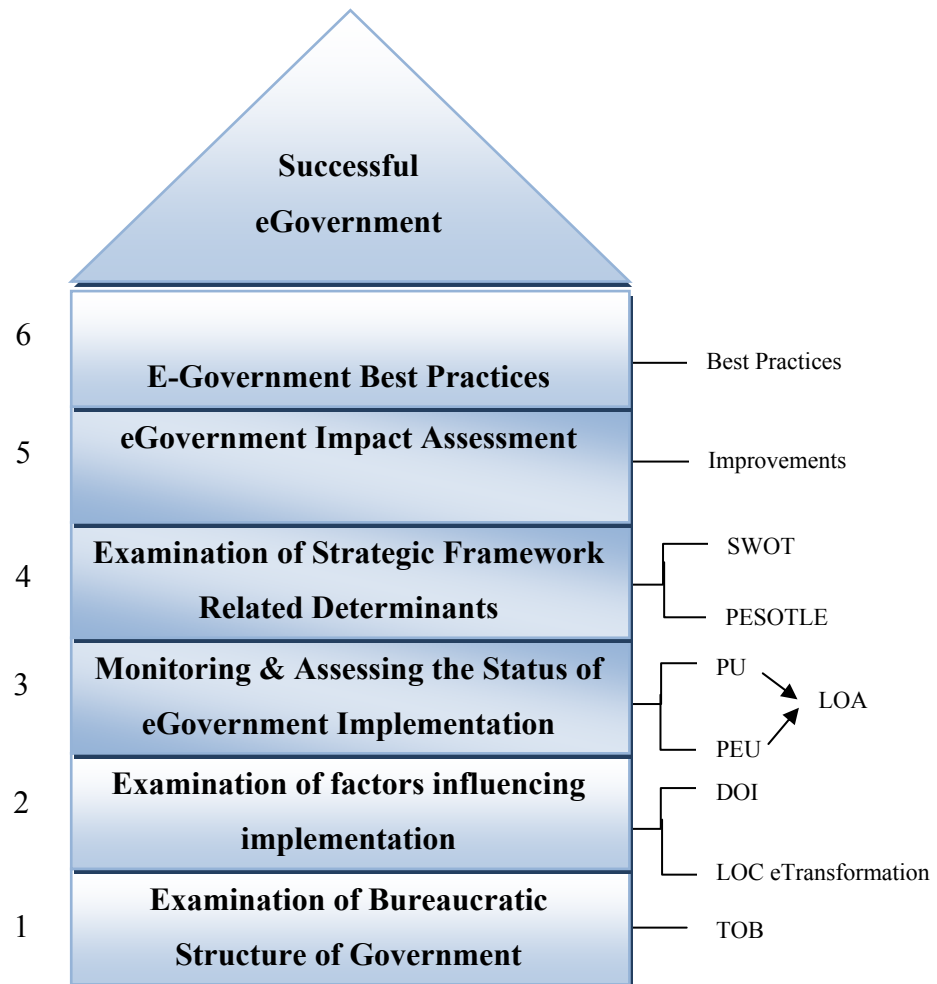 Successful
eGovernment
6
E-Government Best Practices
Best Practices
eGovernment Impact Assessment
5
Improvements
Examination of Strategic Framework
Related Determinants
4
SWOT
PESOTLE
Monitoring & Assessing the Status of
eGovernment Implementation
3
PU
LOA
PEU
Examination of factors influencing
implementation
2
DOI
LOC eTransformation
Examination of Bureaucratic
Structure of Government
1
TOB